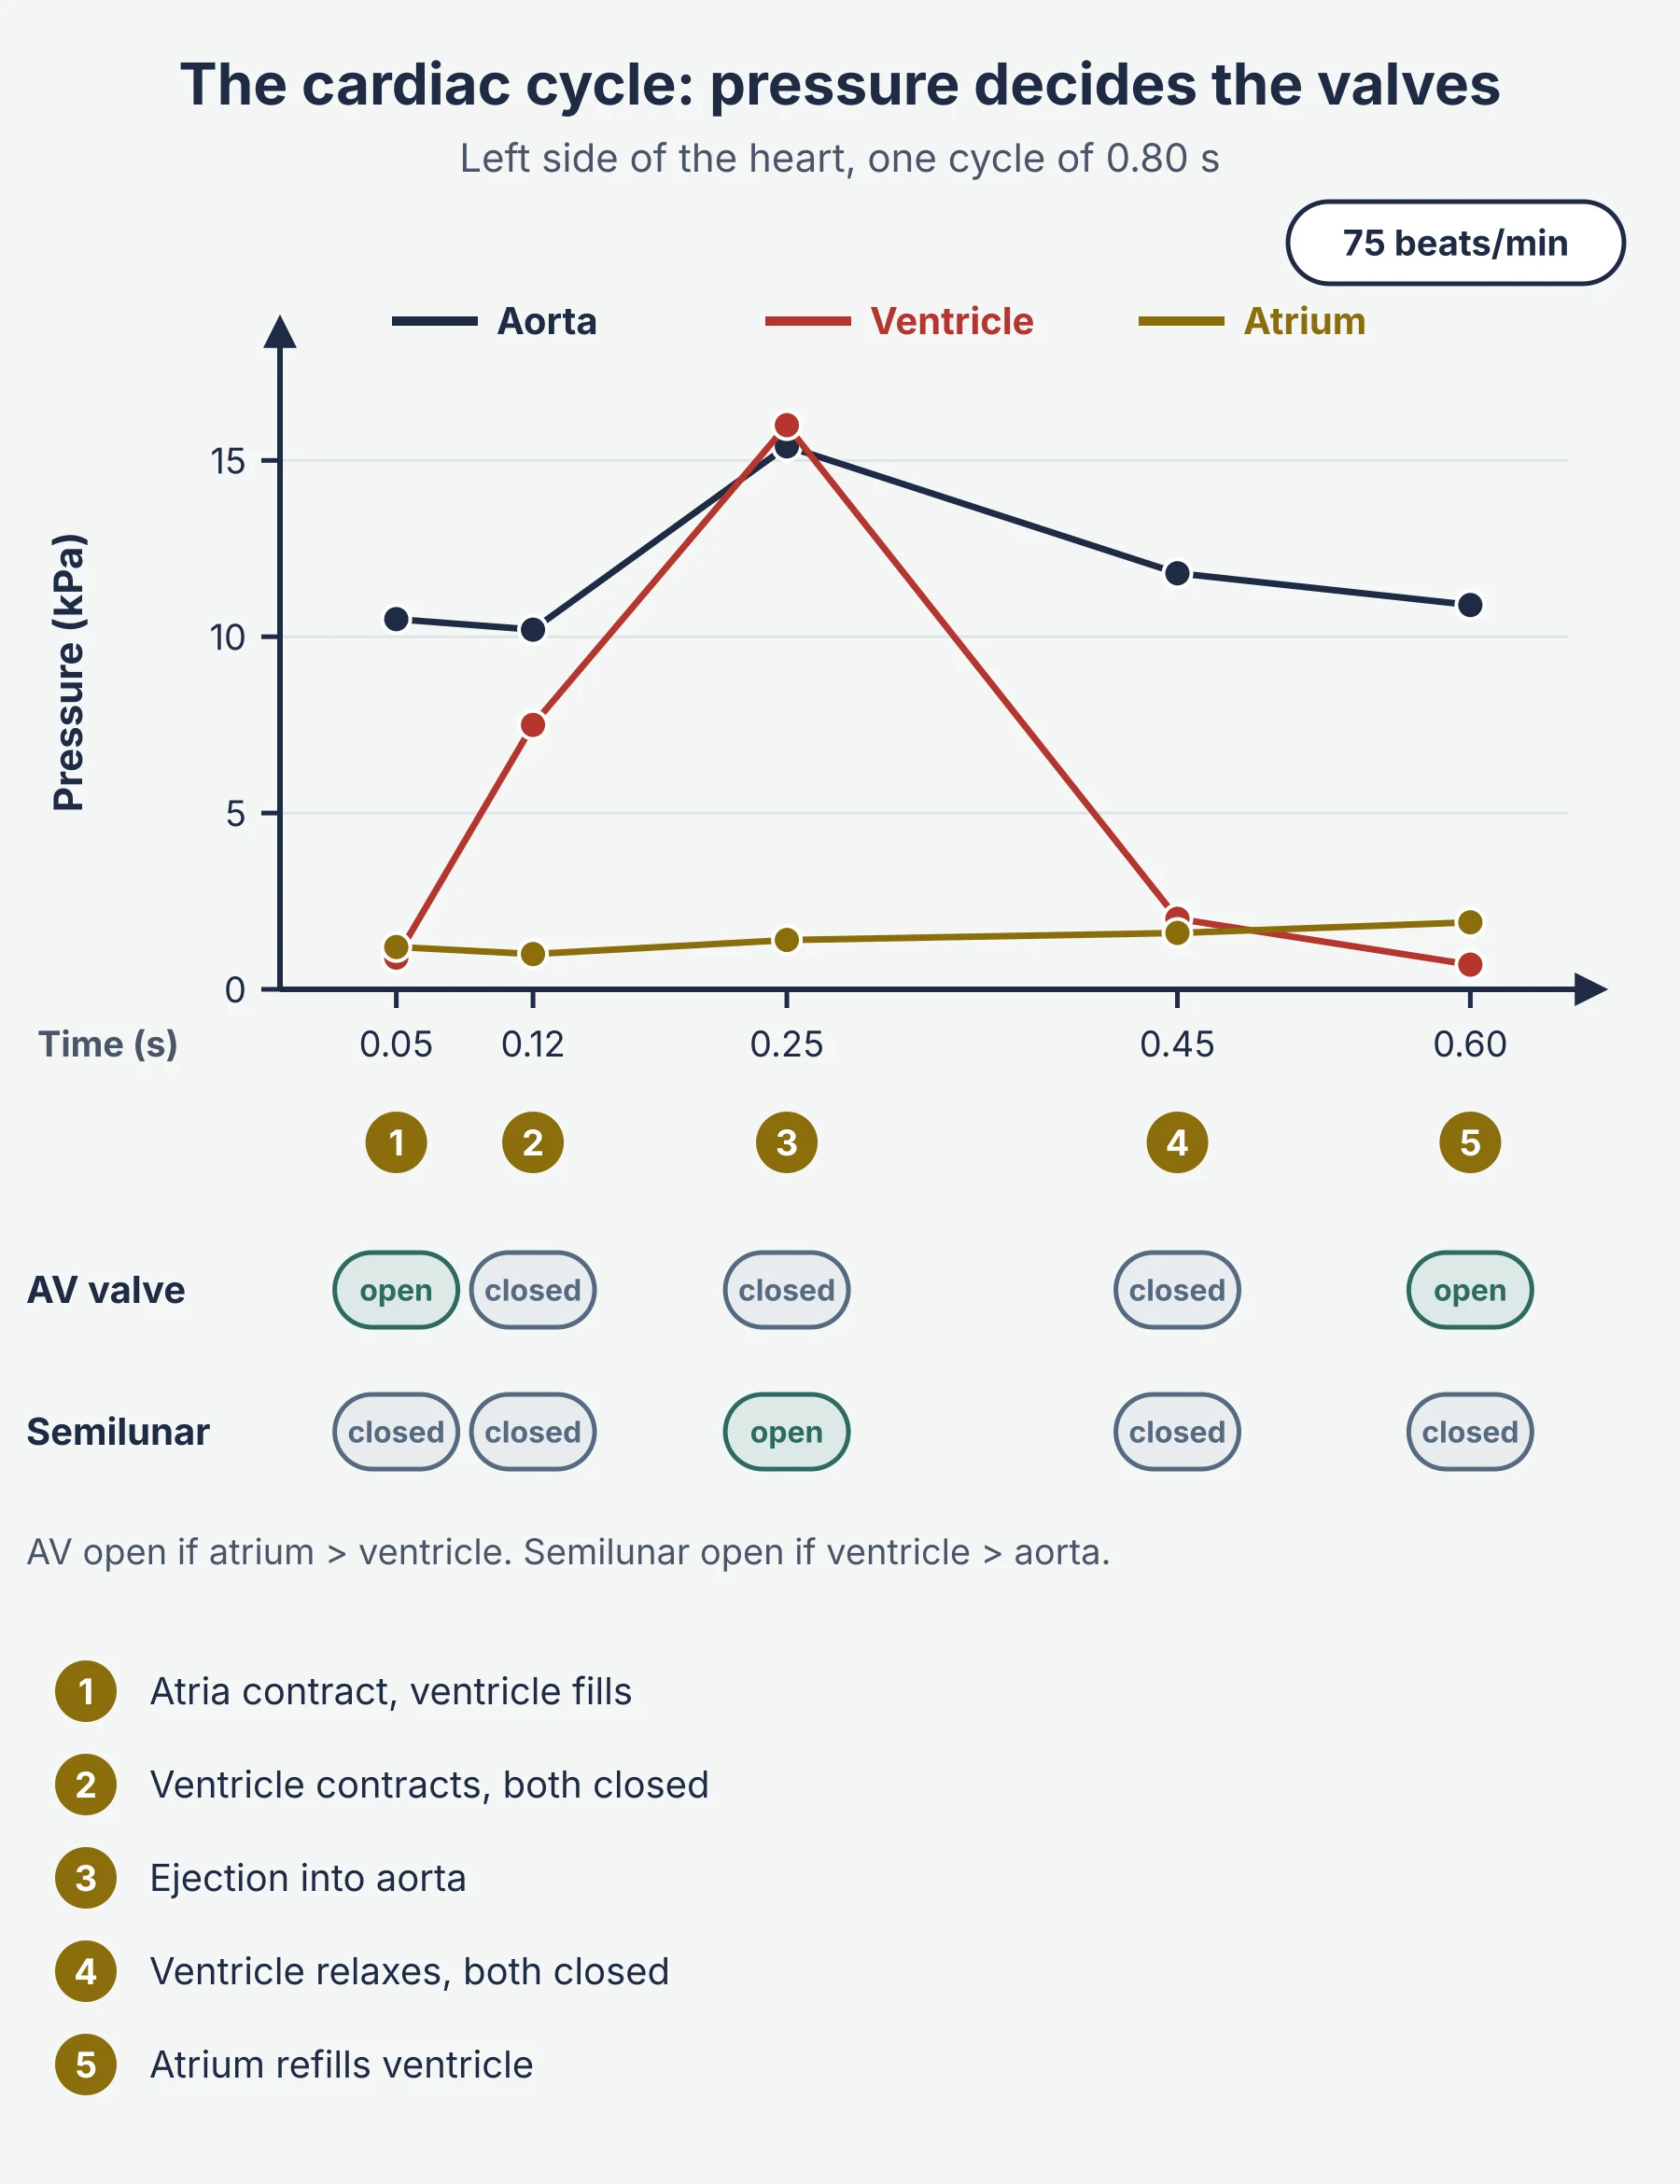 The cardiac cycle: pressure decides the valves
Left side of the heart, one cycle of 0.80 s
75 beats/min
Aorta Ventricle Atrium
Pressure (kPa)
15
10
5
0
Time (s) 0.05 0.12 0.25 0.45 0.60
1 2 3 4 5
AV valve open closed closed closed open
Semilunar closed closed open closed closed
AV open if atrium > ventricle. Semilunar open if ventricle > aorta.
1 Atria contract, ventricle fills
2 Ventricle contracts, both closed
3 Ejection into aorta
4 Ventricle relaxes, both closed
5 Atrium refills ventricle